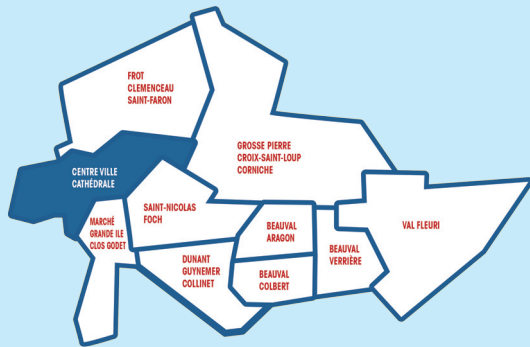 FROT
CLEMENCEAU
SAINT-FARON
GROSSE PIERRE
CROIX-SAINT-LOUP
CORNICHE
CENTRE VILLE
CATHÉDRALE
SAINT-NICOLAS
FOCH
MARCHÉ
GRANDE ILE
CLOS GODET
BEAUVAL
ARAGON
VAL FLEURI
BEAUVAL
VERRIÈRE
DUNANT
GUYNEMER
COLLINET
BEAUVAL
COLBERT